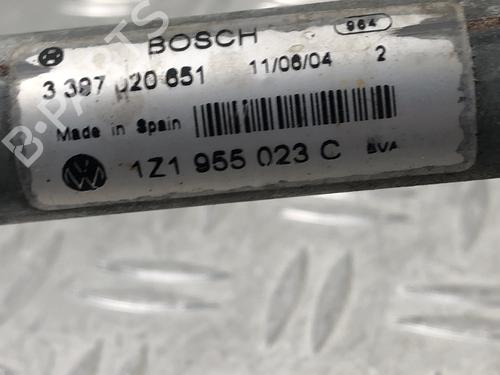 BOSCH 964
3 397 020 651 11/06/04 2
Made in Spain
1Z1 955 023 C BVA
B-PARTS